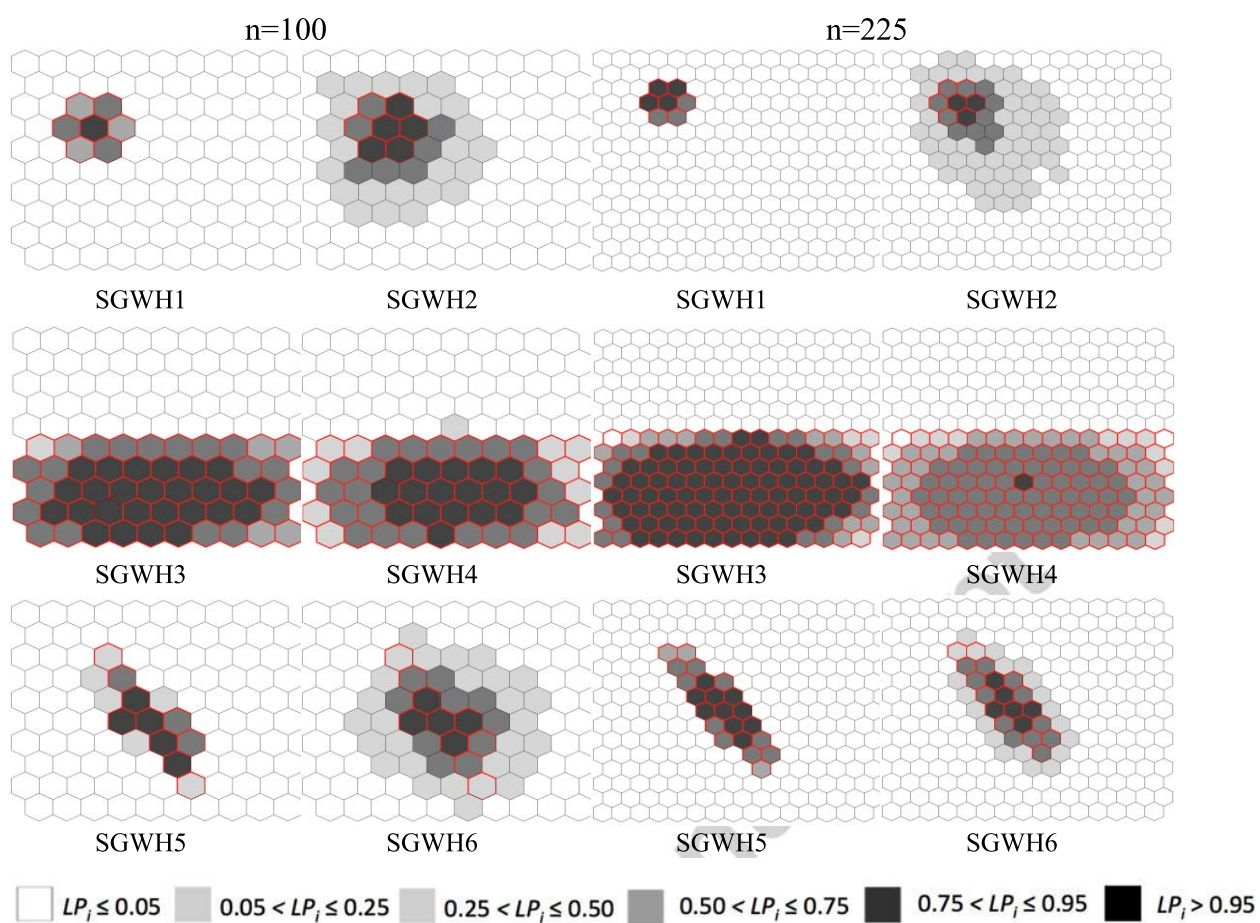 n=100 n=225
SGWH1 SGWH2 SGWH1 SGWH2
SGWH3 SGWH4 SGWH3 SGWH4
SGWH5 SGWH6 SGWH5 SGWH6
LPi ≤ 0.05 0.05 < LPi ≤ 0.25 0.25 < LPi ≤ 0.50 0.50 < LPi ≤ 0.75 0.75 < LPi ≤ 0.95 LPi > 0.95